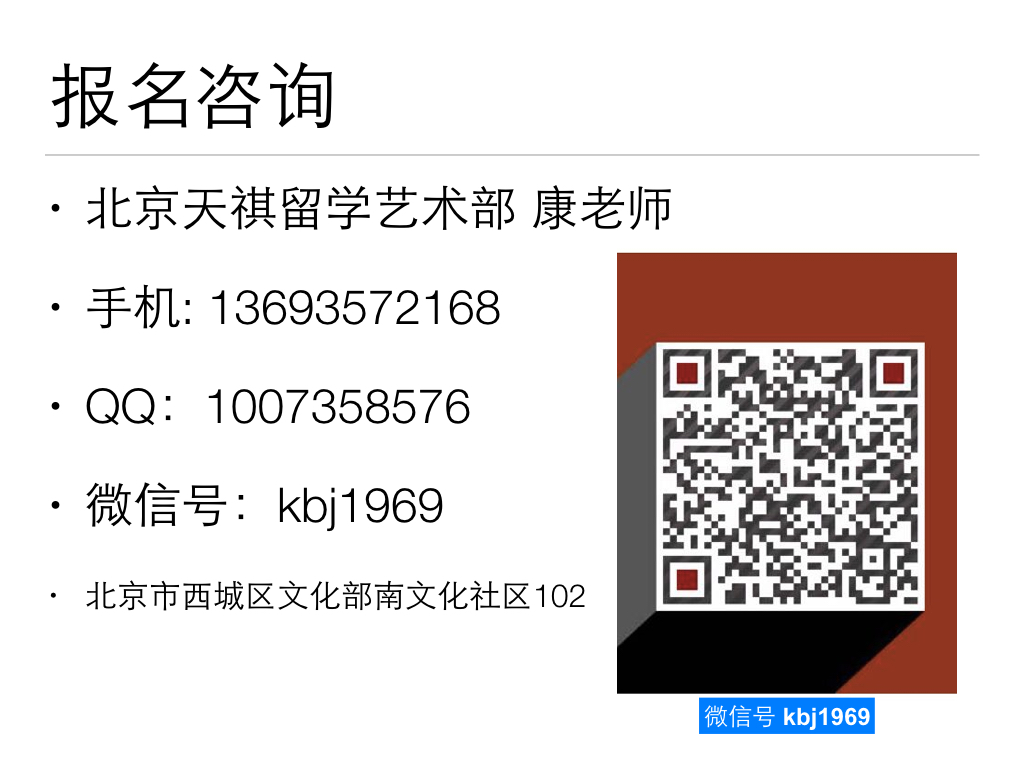 报名咨询
北京天祺留学艺术部 康老师
手机: 13693572168
QQ：1007358576
微信号：kbj1969
北京市西城区文化部南文化社区102
微信号 kbj1969